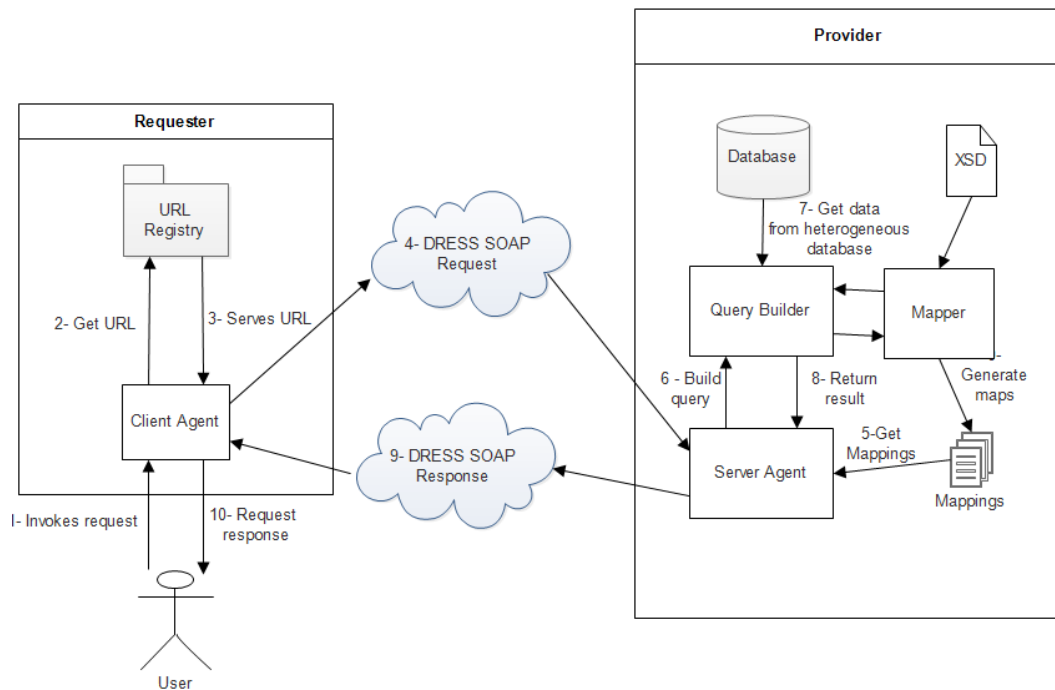 Provider
Requester
Database
XSD
URL
Registry
7- Get data
from heterogeneous
database
4- DRESS SOAP
Request
2- Get URL
3- Serves URL
Query Builder
Mapper
6 - Build
query
8- Return
result
Generate
maps
Client Agent
5-Get
Mappings
9- DRESS SOAP
Response
Server Agent
Mappings
I- Invokes request
10- Request
response
User